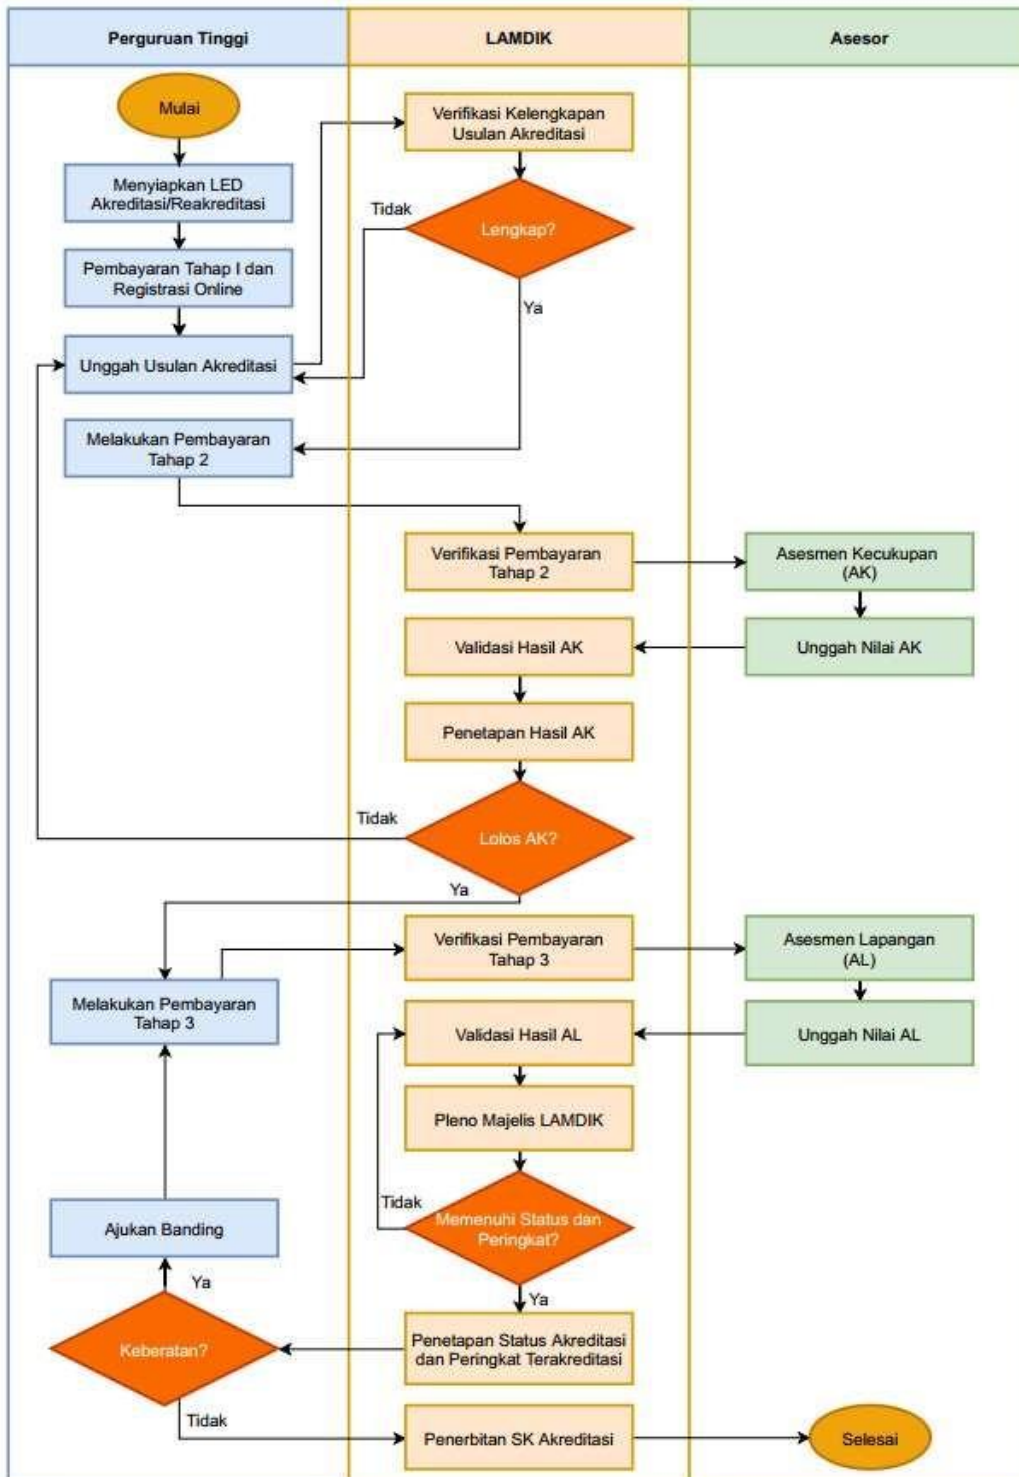 Perguruan Tinggi
LAMDIK
Asesor
Mulai
Verifikasi Kelengkapan
Usulan Akreditasi
Menyiapkan LED
Akreditasi/Reakreditasi
Tidak
Lengkap?
Pembayaran Tahap I dan
Registrasi Online
Ya
Unggah Usulan Akreditasi
Melakukan Pembayaran
Tahap 2
Verifikasi Pembayaran
Tahap 2
Asesmen Kecukupan
(AK)
Validasi Hasil AK
Unggah Nilai AK
Penetapan Hasil AK
Tidak
Lolos AK?
Ya
Verifikasi Pembayaran
Tahap 3
Asesmen Lapangan
(AL)
Melakukan Pembayaran
Tahap 3
Validasi Hasil AL
Unggah Nilai AL
Pleno Majelis LAMDIK
Tidak
Memenuhi Status dan
Peringkat?
Ajukan Banding
Ya
Ya
Keberatan?
Penetapan Status Akreditasi
dan Peringkat Terakreditasi
Tidak
Penerbitan SK Akreditasi
Selesai